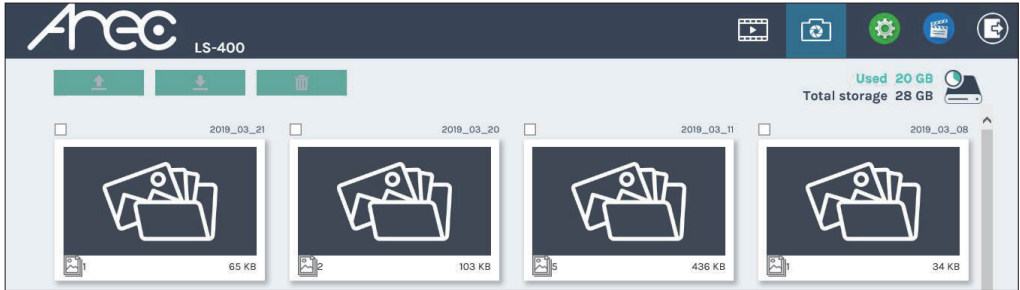 Arec LS-400
Used 20 GB
Total storage 28 GB
2019_03_21 2019_03_20 2019_03_11 2019_03_08
1 65 KB 2 103 KB 5 436 KB 1 34 KB